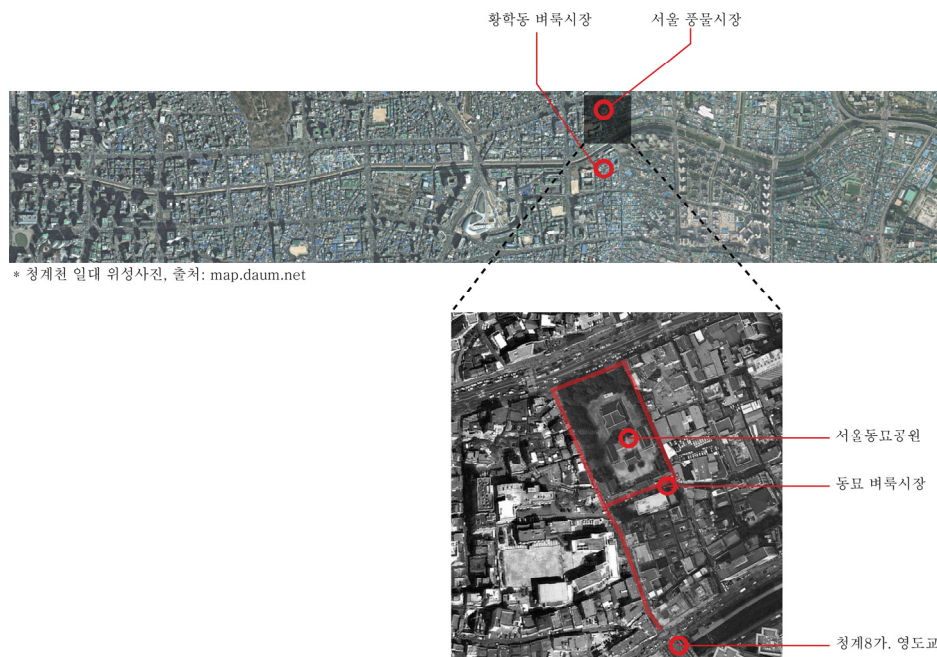 황학동 벼룩시장
서울 풍물시장
* 청계천 일대 위성사진, 출처: map.daum.net
서울동묘공원
동묘 벼룩시장
청계8가. 영도교